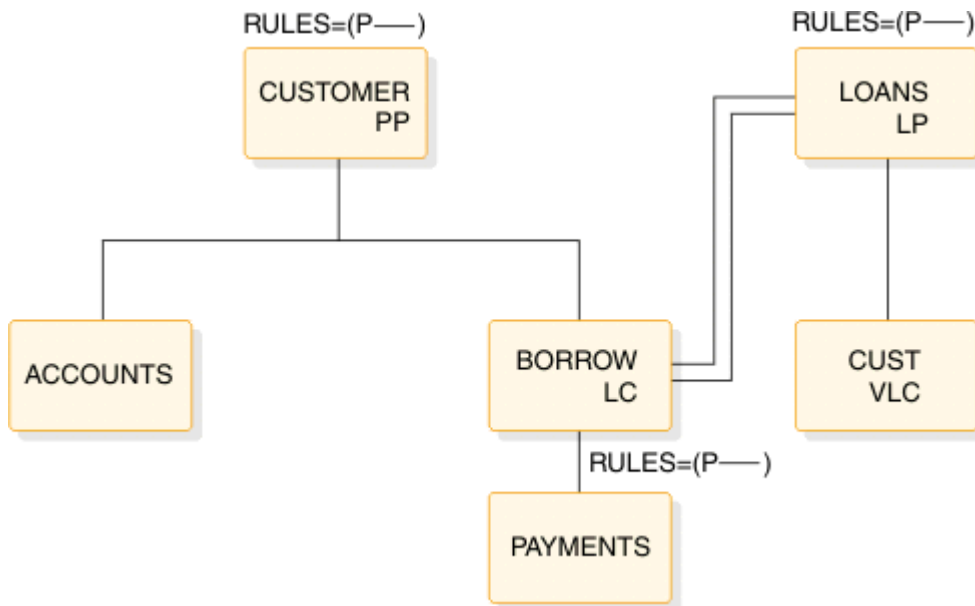 RULES=(P——)
CUSTOMER
PP
RULES=(P——)
LOANS
LP
ACCOUNTS
BORROW
LC
CUST
VLC
RULES=(P——)
PAYMENTS